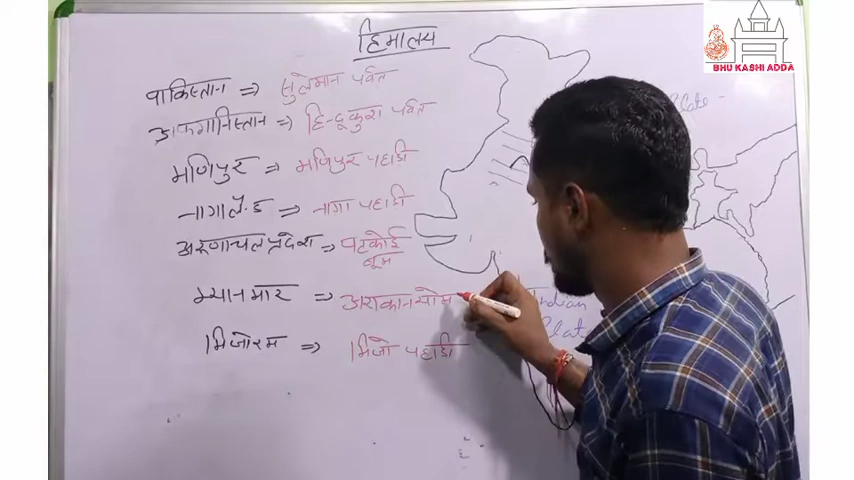 हिमालय
पाकिस्तान => सुलेमान पर्वत
अफगानिस्तान => हिन्दूकुश पर्वत
मणिपुर => मणिपुर पहाडी
नागालैण्ड => नागा पहाडी
अरुणाचल प्रदेश => पटकोई
बूम
म्यानमार => अराकानयोम
मिजोरम => मिजो पहाडी
Indian
Plate
Plate
BHU KASHI ADDA